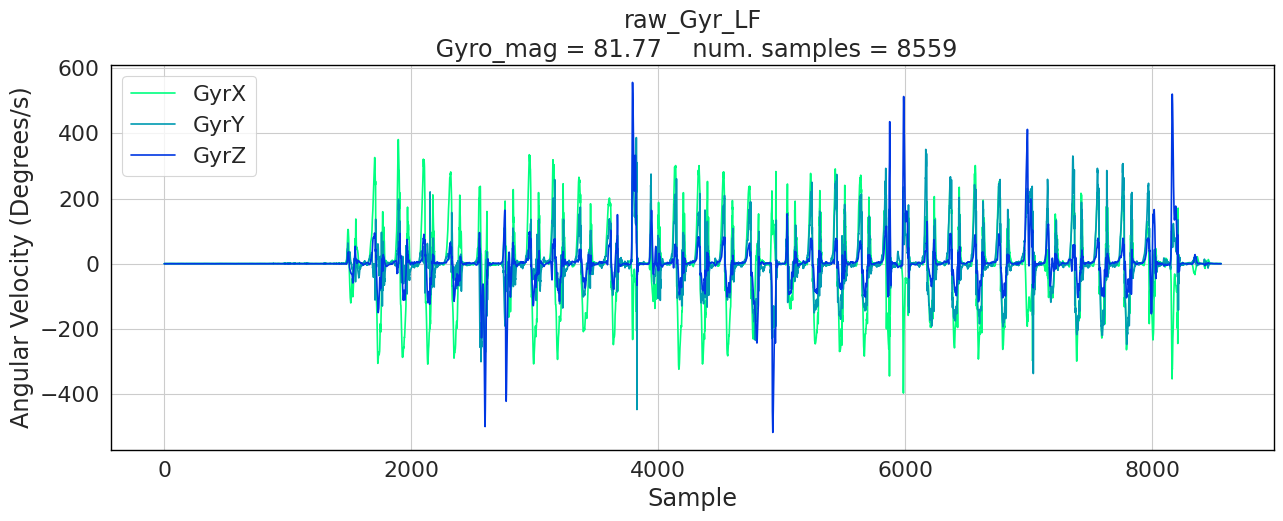 raw_Gyr_LF
Gyro_mag = 81.77    num. samples = 8559
600
400
200
0
−200
−400
Angular Velocity (Degrees/s)
GyrX
GyrY
GyrZ
0
2000
4000
6000
8000
Sample